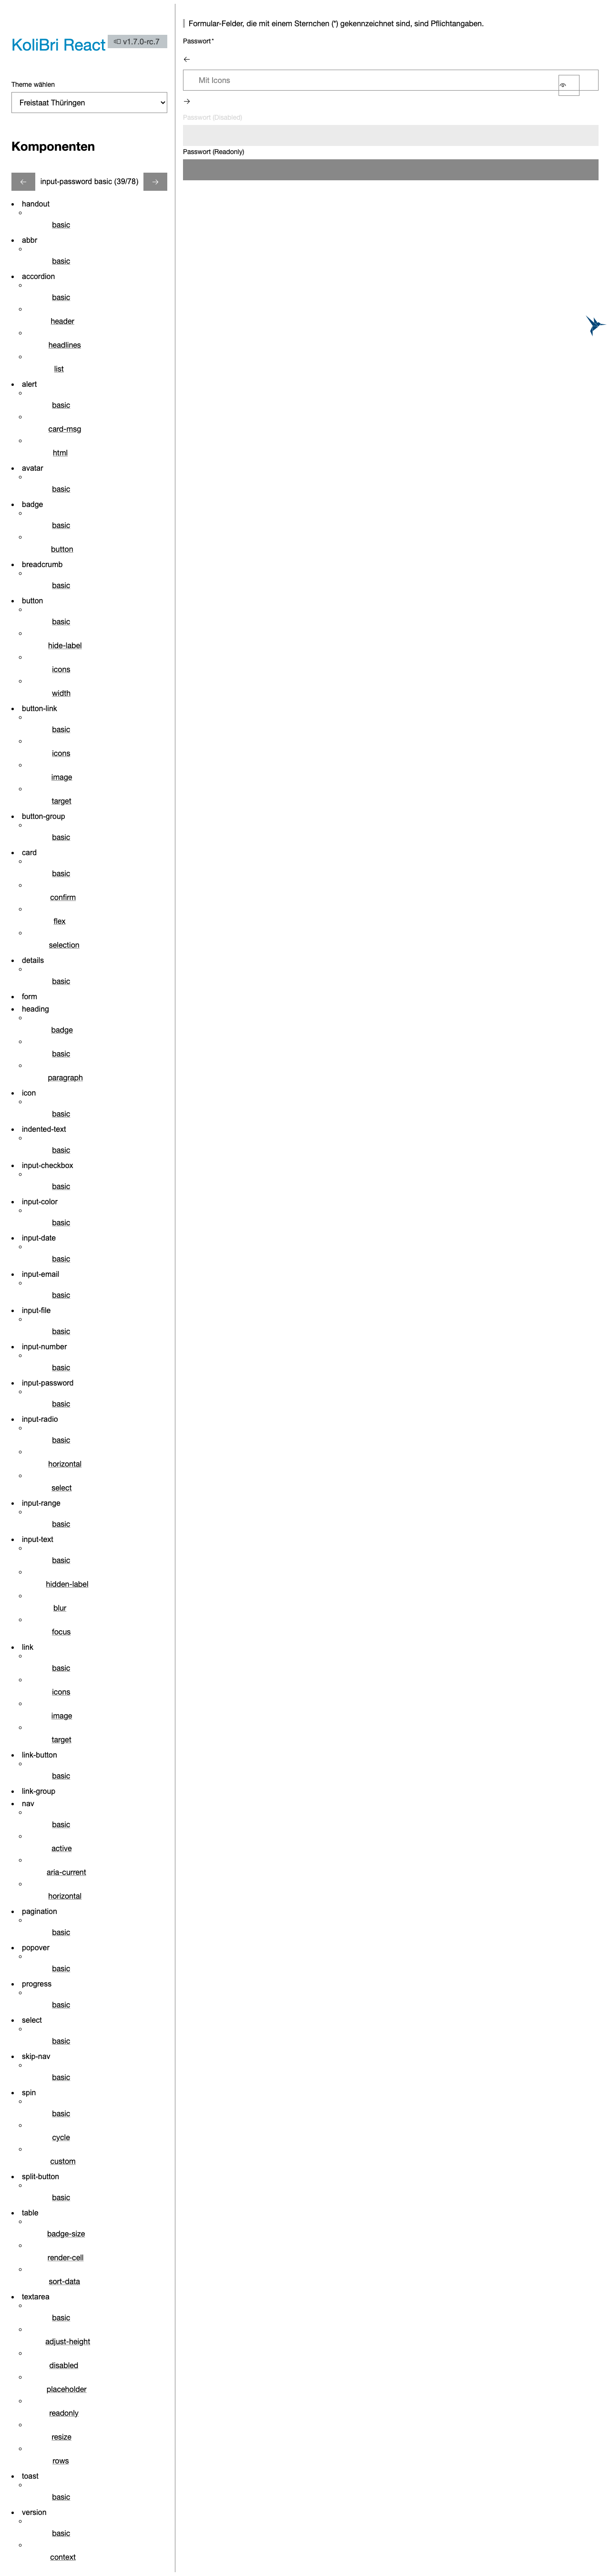 KoliBri React
v1.7.0-rc.7
Theme wählen
Freistaat Thüringen
Komponenten
input-password basic (39/78)
handout
basic
abbr
basic
accordion
basic
header
headlines
list
alert
basic
card-msg
html
avatar
basic
badge
basic
button
breadcrumb
basic
button
basic
hide-label
icons
width
button-link
basic
icons
image
target
button-group
basic
card
basic
confirm
flex
selection
details
basic
form
heading
badge
basic
paragraph
icon
basic
indented-text
basic
input-checkbox
basic
input-color
basic
input-date
basic
input-email
basic
input-file
basic
input-number
basic
input-password
basic
input-radio
basic
horizontal
select
input-range
basic
input-text
basic
hidden-label
blur
focus
link
basic
icons
image
target
link-button
basic
link-group
nav
basic
active
aria-current
horizontal
pagination
basic
popover
basic
progress
basic
select
basic
skip-nav
basic
spin
basic
cycle
custom
split-button
basic
table
badge-size
render-cell
sort-data
textarea
basic
adjust-height
disabled
placeholder
readonly
resize
rows
toast
basic
version
basic
context
Formular-Felder, die mit einem Sternchen (*) gekennzeichnet sind, sind Pflichtangaben.
Passwort*
Mit Icons
Passwort (Disabled)
Passwort (Readonly)